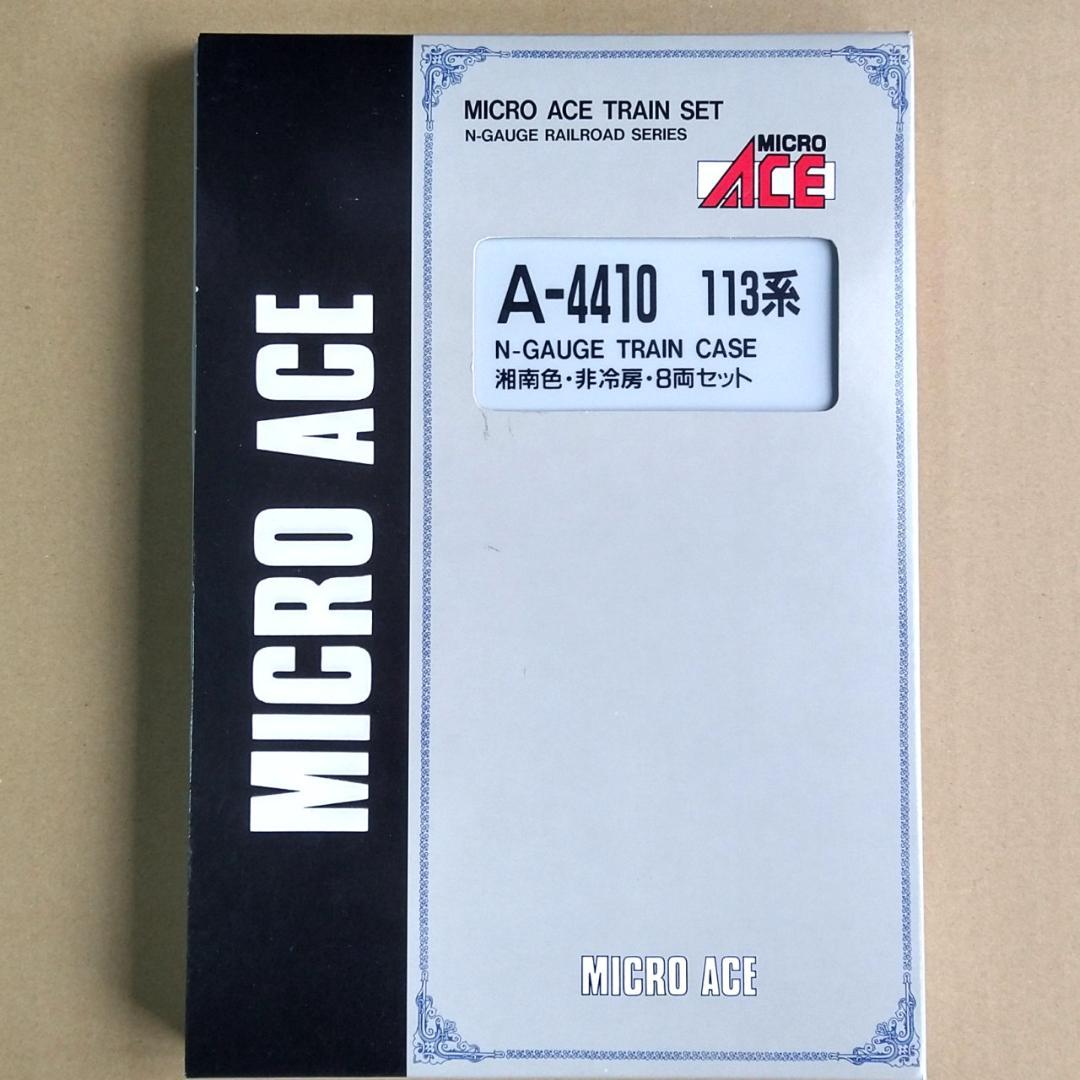 MICRO ACE
MICRO ACE TRAIN SET
N-GAUGE RAILROAD SERIES
MICRO
ACE
A-4410 113系
N-GAUGE TRAIN CASE
湘南色・非冷房・8両セット
MICRO ACE